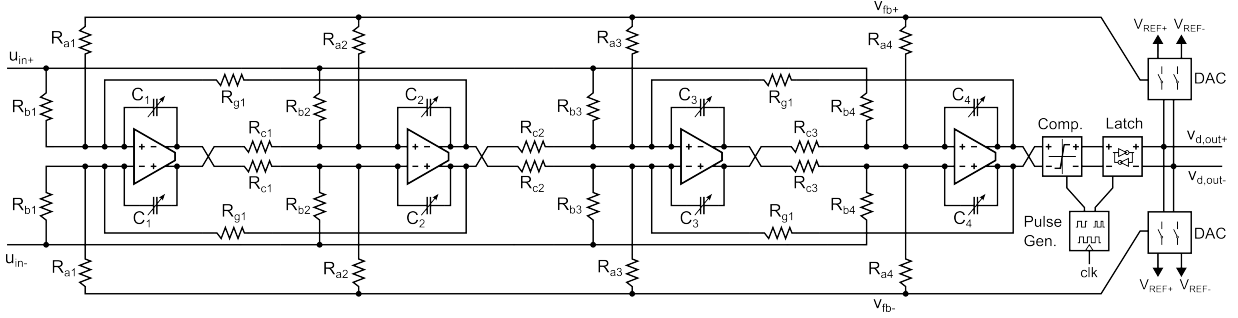 v_fb+
V_REF+ V_REF-
R_a1 R_a2 R_a3 R_a4
u_in+
DAC
R_g1 R_g1
C_1 C_2 C_3 C_4
R_b1 R_b2 R_b3 R_b4
R_c1 R_c2 R_c3
Comp. Latch
v_d,out+
+ - + - + - + - + + + +
- + - + - + - + - - - -
R_c1 R_c2 R_c3
v_d,out-
R_b1 R_b2 R_b3 R_b4
C_1 C_2 C_3 C_4
R_g1 R_g1
Pulse
Gen.
DAC
u_in-
R_a1 R_a2 R_a3 R_a4
clk
V_REF+ V_REF-
v_fb-